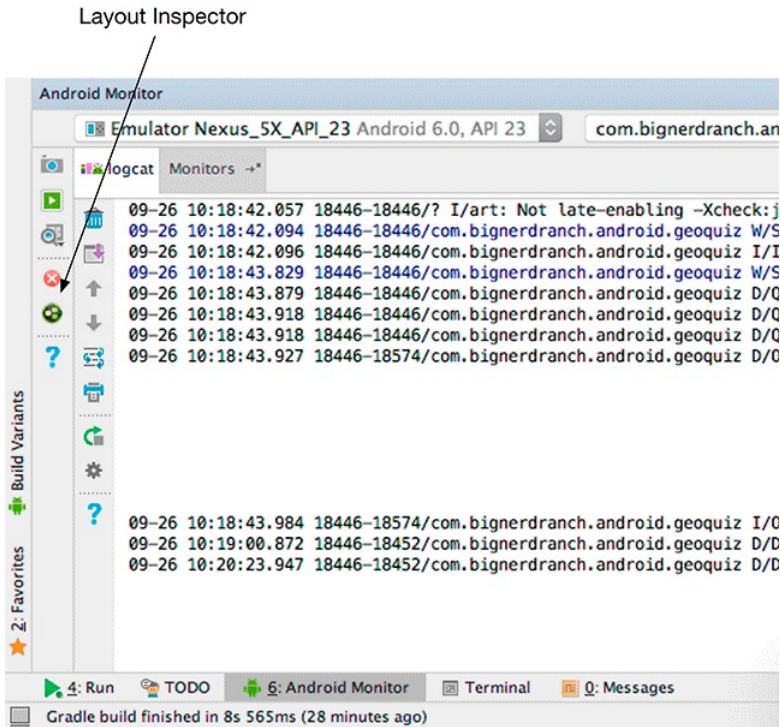 Layout Inspector
Android Monitor
Emulator Nexus_5X_API_23 Android 6.0, API 23 com.bignerdranch.an
logcat Monitors
09-26 10:18:42.057 18446-18446/? I/art: Not late-enabling -Xcheck:j
09-26 10:18:42.094 18446-18446/com.bignerdranch.android.geoquiz W/S
09-26 10:18:42.096 18446-18446/com.bignerdranch.android.geoquiz I/I
09-26 10:18:43.829 18446-18446/com.bignerdranch.android.geoquiz W/S
09-26 10:18:43.879 18446-18446/com.bignerdranch.android.geoquiz D/Q
09-26 10:18:43.918 18446-18446/com.bignerdranch.android.geoquiz D/Q
09-26 10:18:43.918 18446-18446/com.bignerdranch.android.geoquiz D/Q
09-26 10:18:43.927 18446-18574/com.bignerdranch.android.geoquiz D/O
09-26 10:18:43.984 18446-18574/com.bignerdranch.android.geoquiz I/O
09-26 10:19:00.872 18446-18452/com.bignerdranch.android.geoquiz D/D
09-26 10:20:23.947 18446-18452/com.bignerdranch.android.geoquiz D/D
Build Variants
2: Favorites
4: Run TODO 6: Android Monitor Terminal 0: Messages
Gradle build finished in 8s 565ms (28 minutes ago)